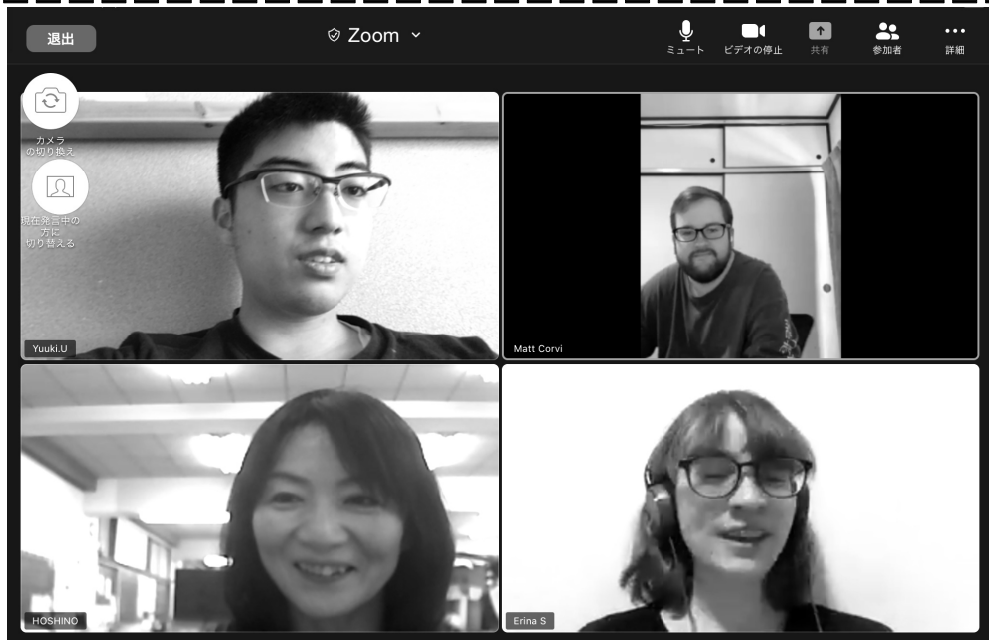 退出
Zoom
ミュート
ビデオの停止
共有
参加者
詳細
カメラ
の切り換え
現在発言中の
方に
切り替える
Yuuki.U
Matt Corvi
HOSHINO
Erina S